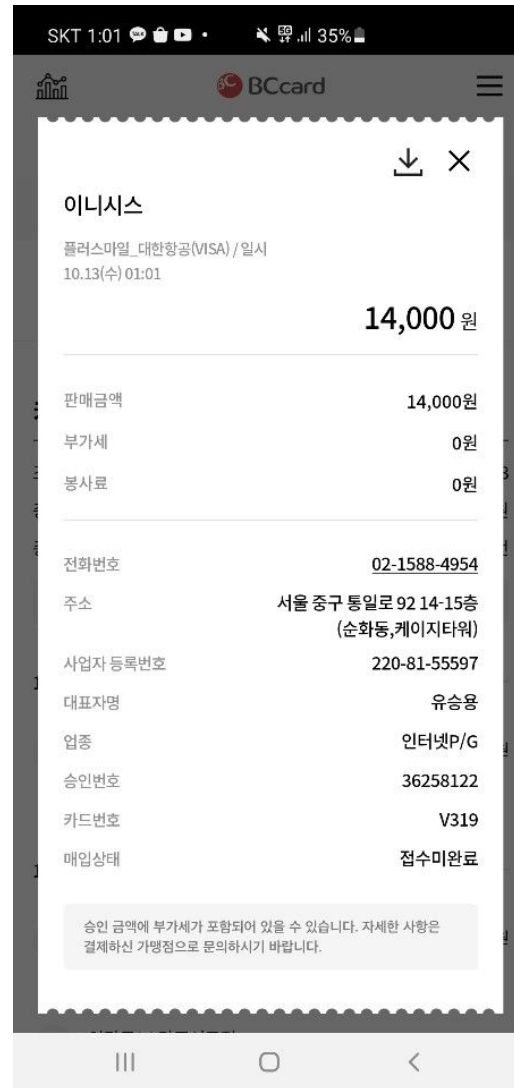 SKT 1:01
5G
35%
BCcard
이니시스
플러스마일_대한항공(VISA) / 일시
10.13(수) 01:01
14,000 원
판매금액 14,000원
부가세 0원
봉사료 0원
전화번호 02-1588-4954
주소 서울 중구 통일로 92 14-15층
(순화동,케이지타워)
사업자 등록번호 220-81-55597
대표자명 유승용
업종 인터넷P/G
승인번호 36258122
카드번호 V319
매입상태 접수미완료
승인 금액에 부가세가 포함되어 있을 수 있습니다. 자세한 사항은
결제하신 가맹점으로 문의하시기 바랍니다.